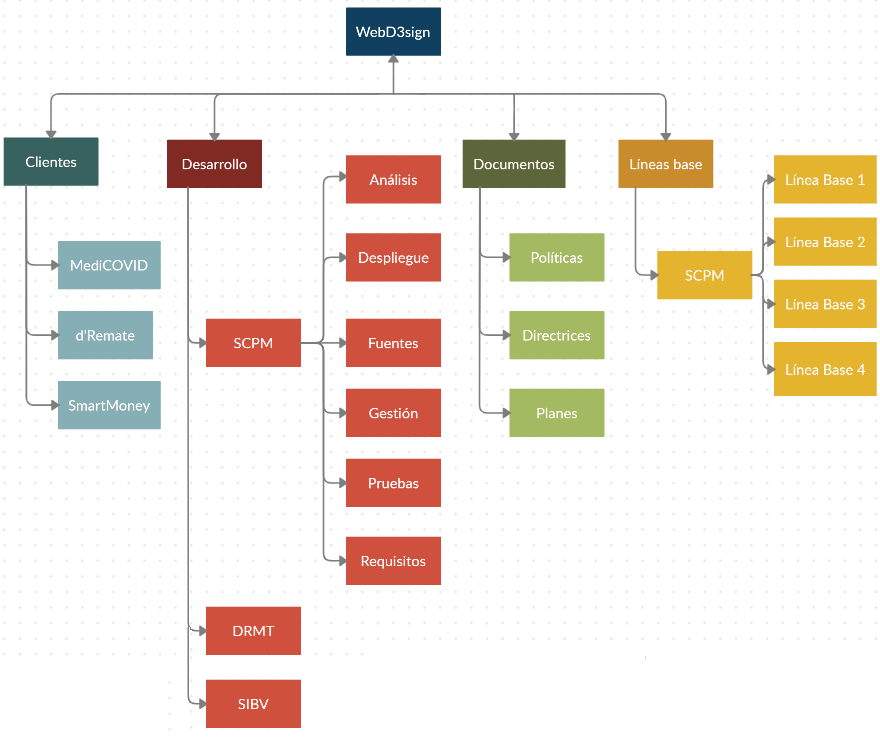 WebD3sign
Clientes
MediCOVID
d'Remate
SmartMoney
Desarrollo
SCPM
Análisis
Despliegue
Fuentes
Gestión
Pruebas
Requisitos
DRMT
SIBV
Documentos
Políticas
Directrices
Planes
Líneas base
SCPM
Línea Base 1
Línea Base 2
Línea Base 3
Línea Base 4